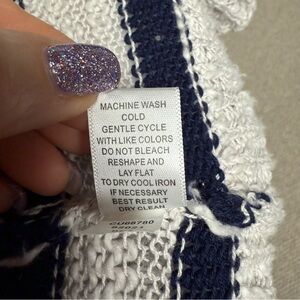 MACHINE WASH
COLD
GENTLE CYCLE
WITH LIKE COLORS
DO NOT BLEACH
RESHAPE AND
LAY FLAT
TO DRY COOL IRON
IF NECESSARY
BEST RESULT
DRY CLEAN